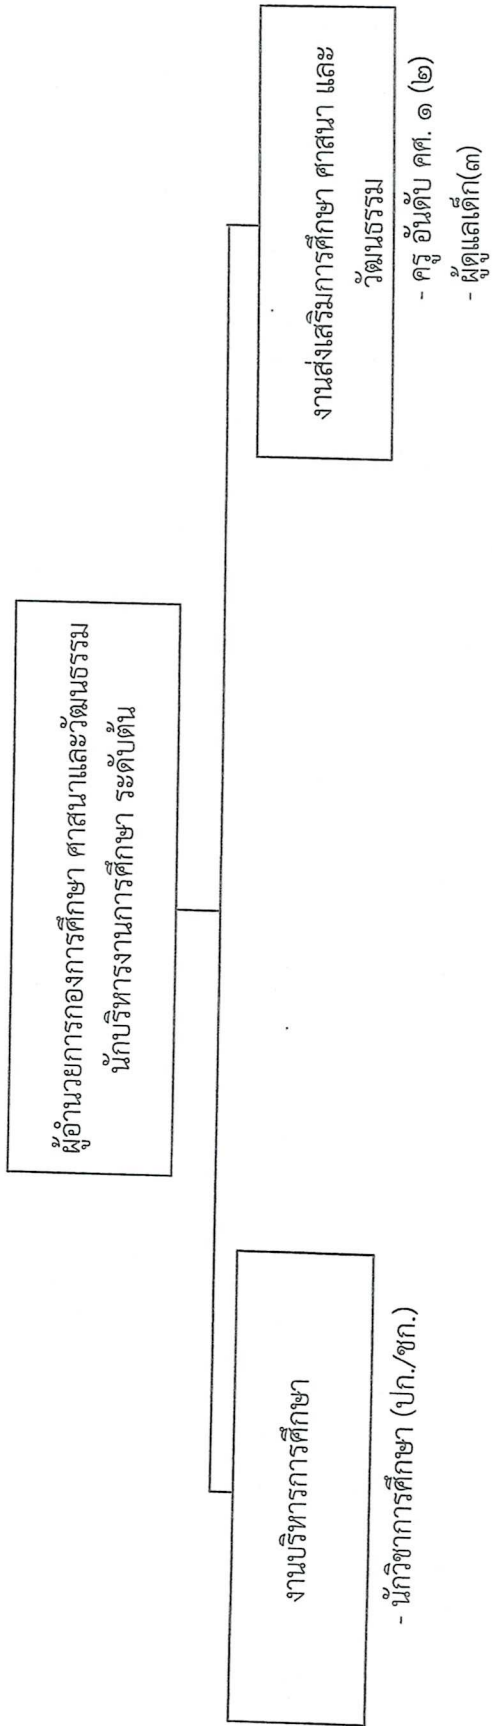 ผู้อำนวยการกองการศึกษา ศาสนาและวัฒนธรรม
นักบริหารงานการศึกษา ระดับต้น
งานบริหารการศึกษา
- นักวิชาการศึกษา (ปก./ชก.)
งานส่งเสริมการศึกษา ศาสนา และ
วัฒนธรรม
- ครู อันดับ คศ. ๑ (๒)
- ผู้ดูแลเด็ก(๓)